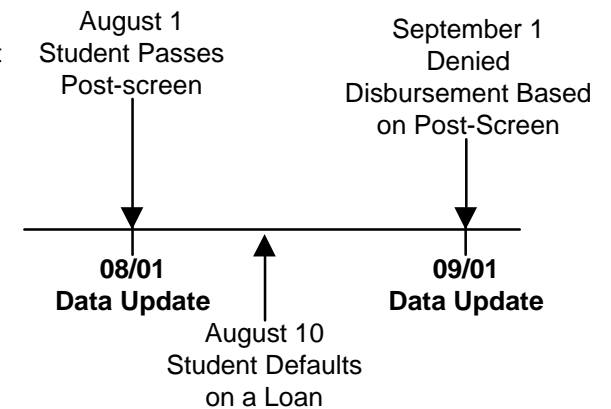 August 1
Student Passes
Post-screen
September 1
Denied
Disbursement Based
on Post-Screen
08/01
Data Update
09/01
Data Update
August 10
Student Defaults
on a Loan